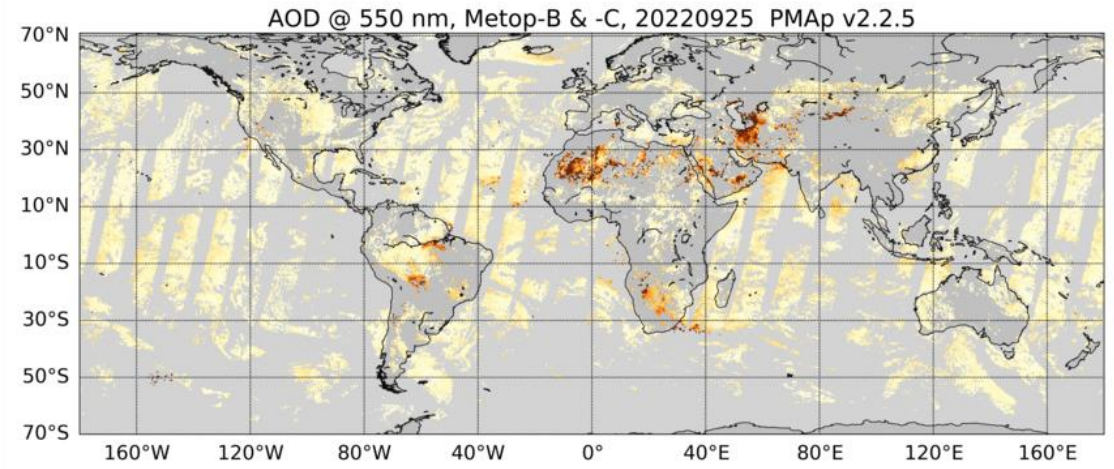 AOD @ 550 nm, Metop-B & -C, 20220925 PMAp v2.2.5
70°N
50°N
30°N
10°N
10°S
30°S
50°S
70°S
160°W 120°W 80°W 40°W 0° 40°E 80°E 120°E 160°E